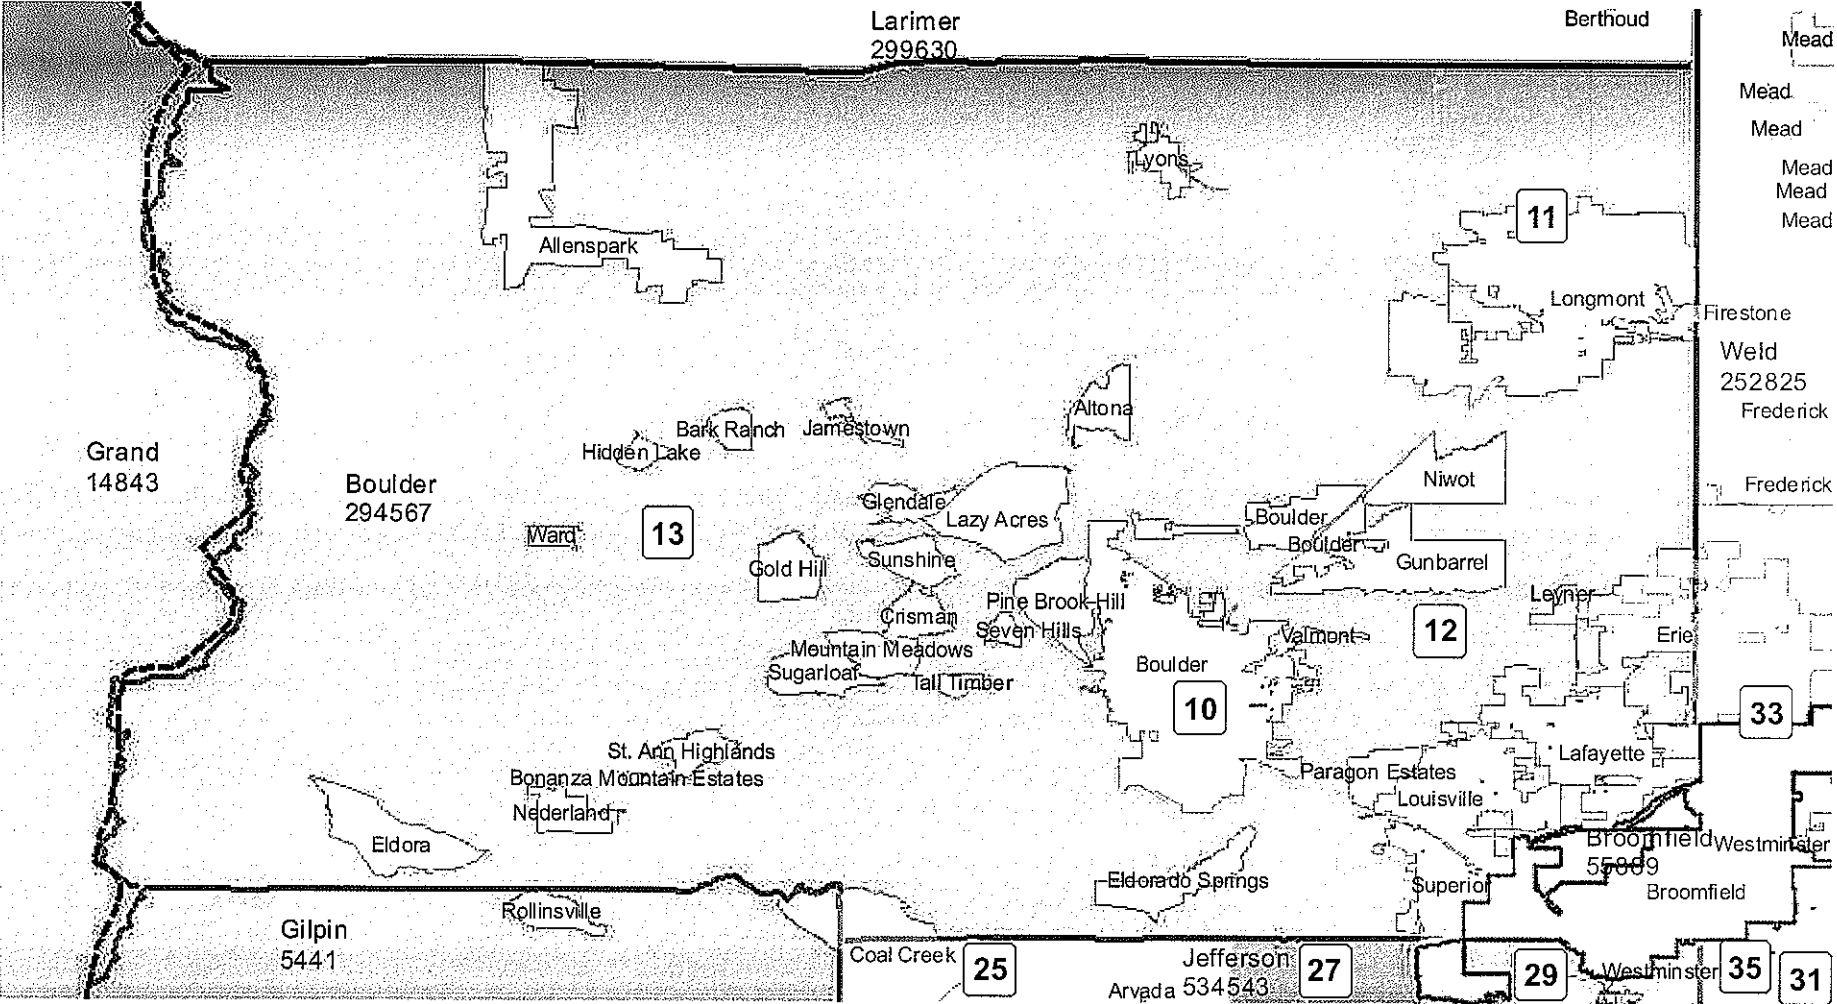 Larimer
299630
Berthoud
Mead
Mead
Mead
Mead
Mead
Mead
Lyons
11
Allenspark
Longmont
Firestone
Weld
252825
Frederick
Altona
Bark Ranch
Jamestown
Hidden Lake
Grand
14843
Boulder
294567
Niwot
Frederick
Glendale
Lazy Acres
Boulder
Boulder
Ward
13
Gold Hill
Sunshine
Gunbarrel
Pine Brook Hill
Leyner
Crisman
Seven Hills
Valmont
12
Erie
Mountain Meadows
Sugarloaf
Tall Timber
Boulder
10
33
St. Ann Highlands
Bonanza Mountain Estates
Nederland
Lafayette
Paragon Estates
Louisville
Eldora
Broomfield
55889
Westminster
Eldorado Springs
Superior
Broomfield
Rollinsville
Gilpin
5441
Coal Creek
25
Jefferson
534543
Arvada
27
29
Westminster
35
31